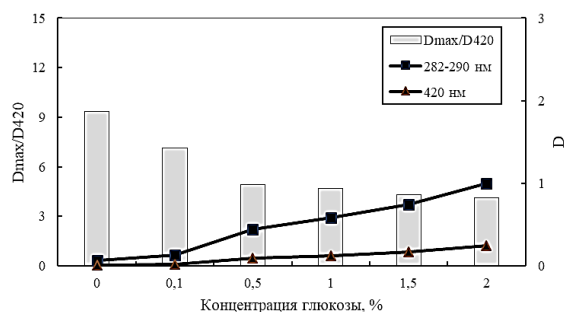 15
12
9
6
3
0
Dmax/D420
3
2
1
0
D
Dmax/D420
282-290 нм
420 нм
0 0,1 0,5 1 1,5 2
Концентрация глюкозы, %